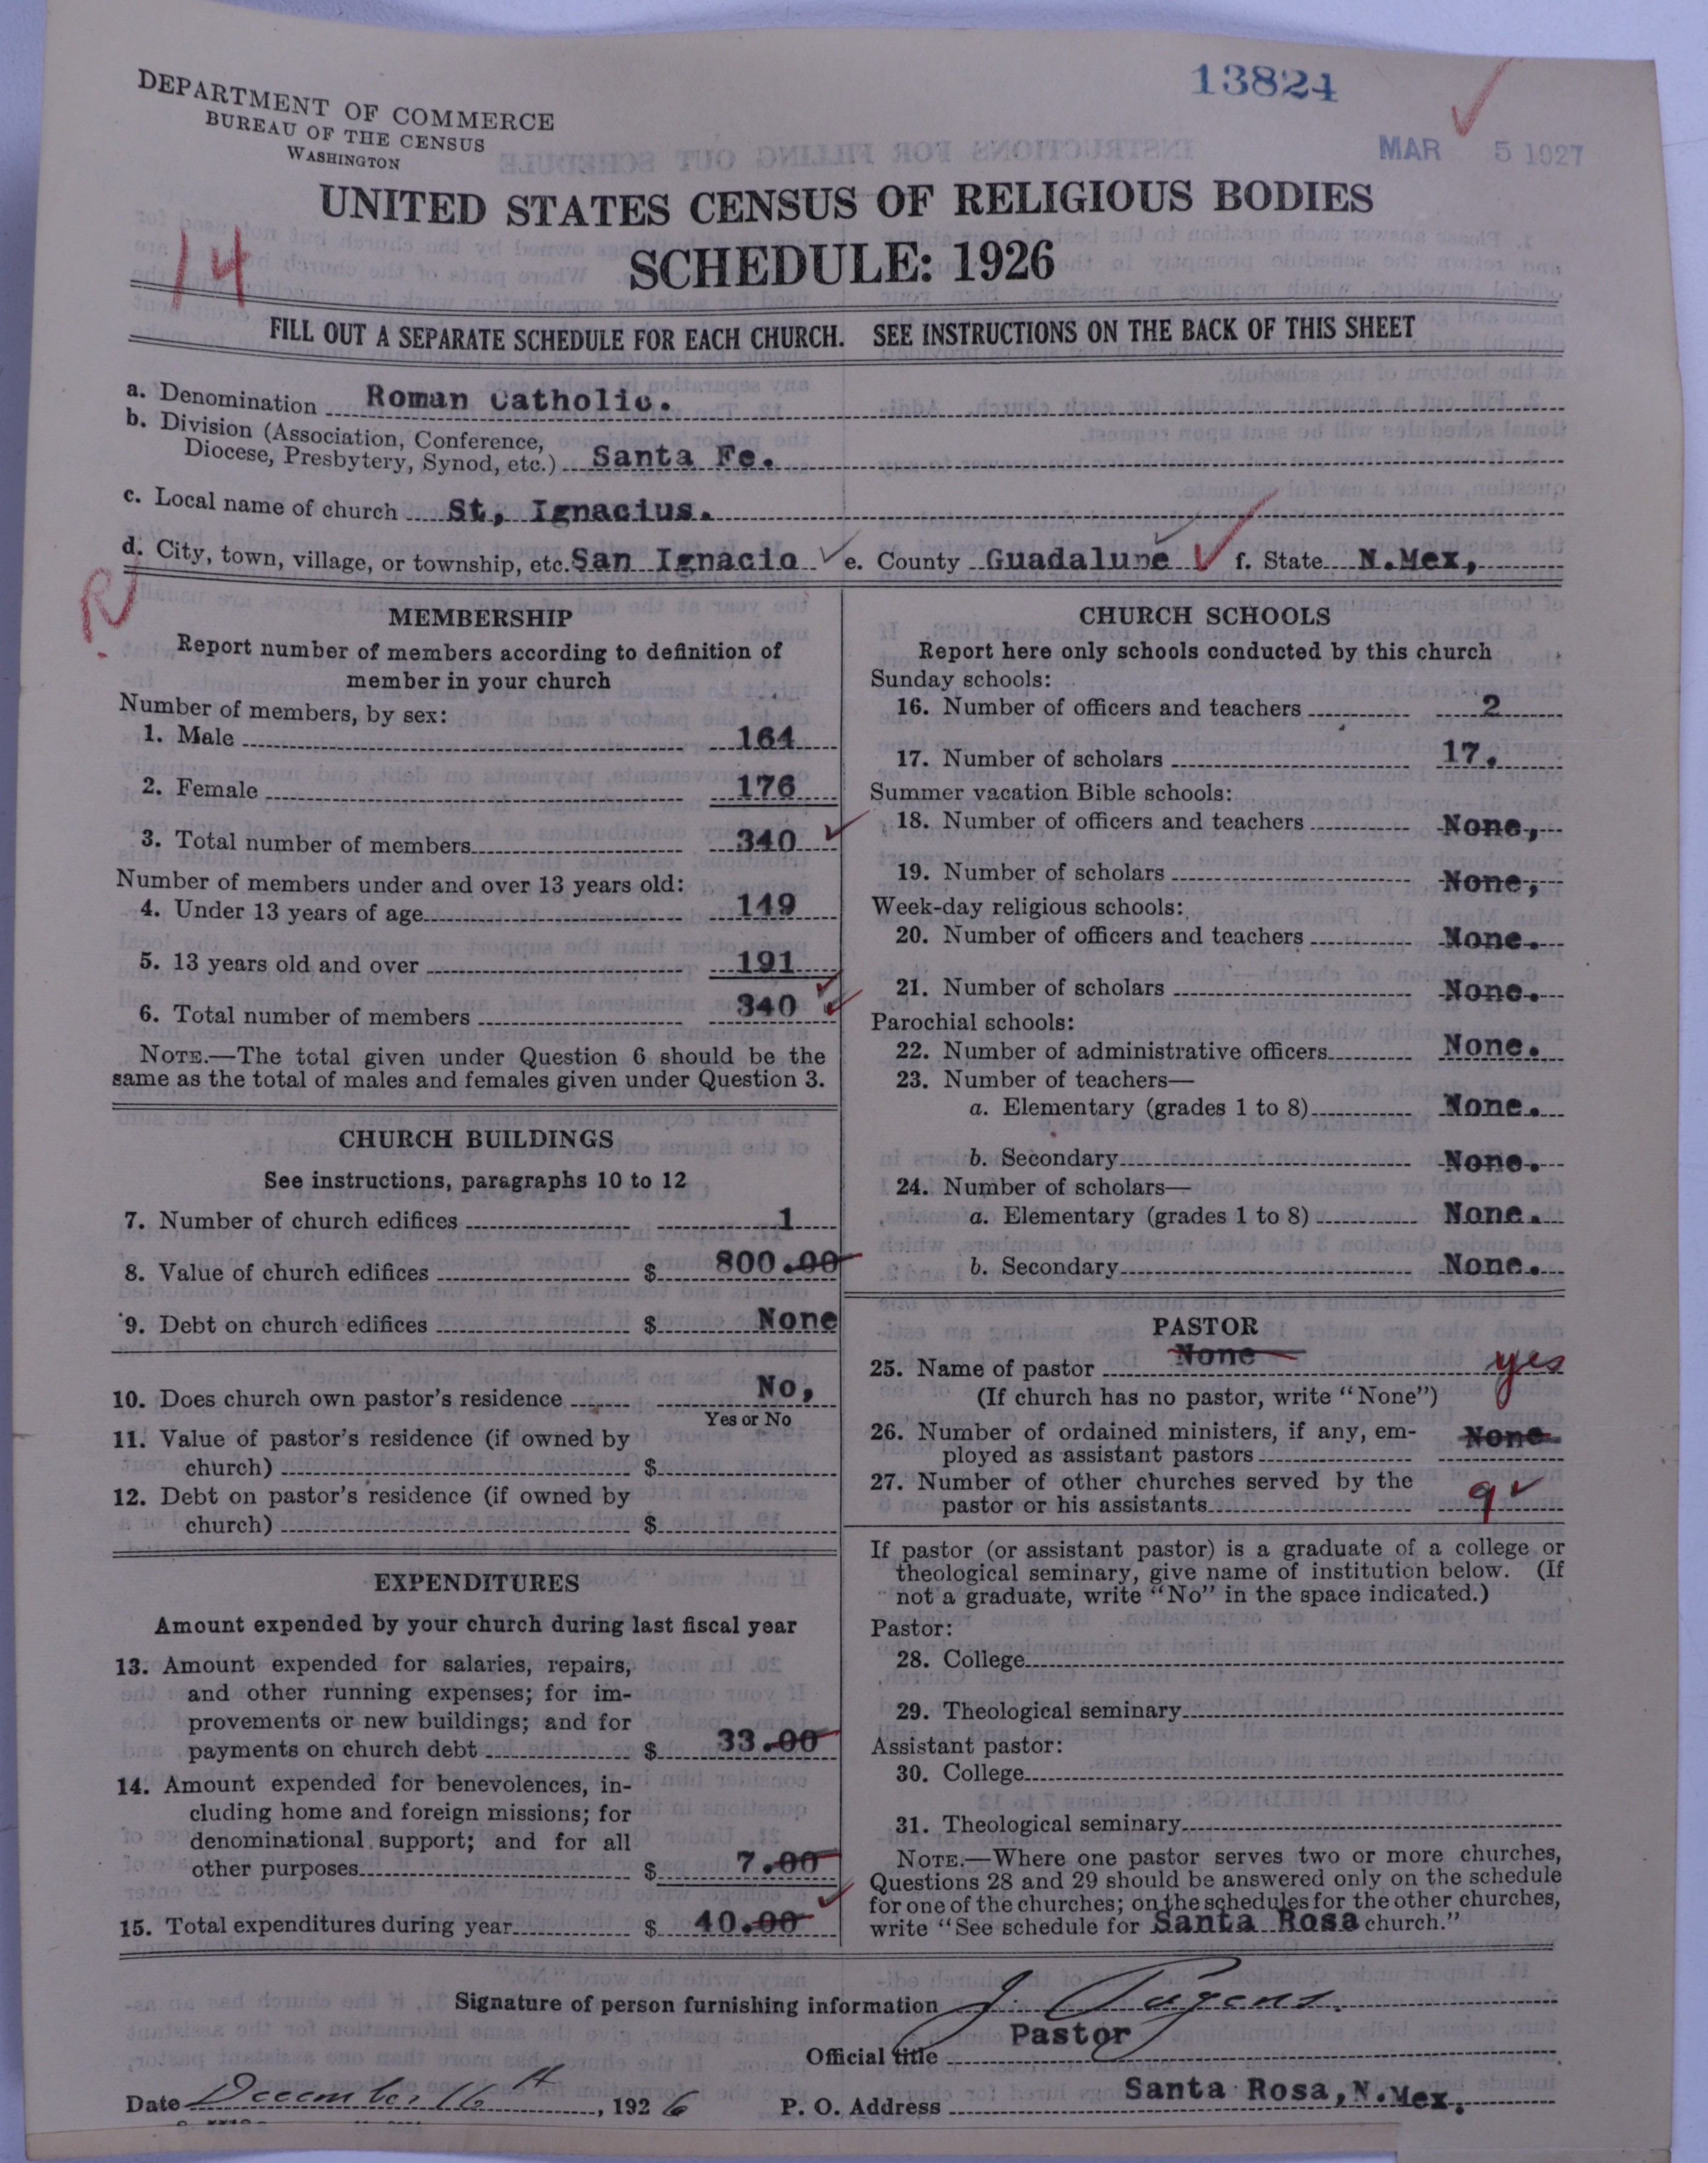 13824
DEPARTMENT OF COMMERCE
BUREAU OF THE CENSUS
WASHINGTON
MAR 5 1927
UNITED STATES CENSUS OF RELIGIOUS BODIES
SCHEDULE: 1926
14
FILL OUT A SEPARATE SCHEDULE FOR EACH CHURCH. SEE INSTRUCTIONS ON THE BACK OF THIS SHEET
a. Denomination Roman Catholic.
b. Division (Association, Conference,
Diocese, Presbytery, Synod, etc.) Santa Fe.
c. Local name of church St, Ignacius.
d. City, town, village, or township, etc. San Ignacio e. County Guadalupe f. State N.Mex,
R
MEMBERSHIP
Report number of members according to definition of
member in your church
Number of members, by sex:
1. Male 164
2. Female 176
3. Total number of members 340
Number of members under and over 13 years old:
4. Under 13 years of age 149
5. 13 years old and over 191
6. Total number of members 340
NOTE.—The total given under Question 6 should be the
same as the total of males and females given under Question 3.
CHURCH BUILDINGS
See instructions, paragraphs 10 to 12
7. Number of church edifices 1
8. Value of church edifices $ 800.00
9. Debt on church edifices $ None
10. Does church own pastor's residence No,
Yes or No
11. Value of pastor's residence (if owned by
church) $
12. Debt on pastor's residence (if owned by
church) $
EXPENDITURES
Amount expended by your church during last fiscal year
13. Amount expended for salaries, repairs,
and other running expenses; for im-
provements or new buildings; and for
payments on church debt $ 33.00
14. Amount expended for benevolences, in-
cluding home and foreign missions; for
denominational support; and for all
other purposes $ 7.00
15. Total expenditures during year $ 40.00
CHURCH SCHOOLS
Report here only schools conducted by this church
Sunday schools:
16. Number of officers and teachers 2
17. Number of scholars 17.
Summer vacation Bible schools:
18. Number of officers and teachers None,
19. Number of scholars None,
Week-day religious schools:
20. Number of officers and teachers None.
21. Number of scholars None.
Parochial schools:
22. Number of administrative officers None.
23. Number of teachers—
a. Elementary (grades 1 to 8) None.
b. Secondary None.
24. Number of scholars—
a. Elementary (grades 1 to 8) None.
b. Secondary None.
PASTOR
25. Name of pastor None yes
(If church has no pastor, write "None")
26. Number of ordained ministers, if any, em-
ployed as assistant pastors None
27. Number of other churches served by the
pastor or his assistants 9
If pastor (or assistant pastor) is a graduate of a college or
theological seminary, give name of institution below. (If
not a graduate, write "No" in the space indicated.)
Pastor:
28. College
29. Theological seminary
Assistant pastor:
30. College
31. Theological seminary
NOTE.—Where one pastor serves two or more churches,
Questions 28 and 29 should be answered only on the schedule
for one of the churches; on the schedules for the other churches,
write "See schedule for Santa Rosa church."
Signature of person furnishing information J.
Official title Pastor
Date December 16th, 1926 P. O. Address Santa Rosa, N.Mex.